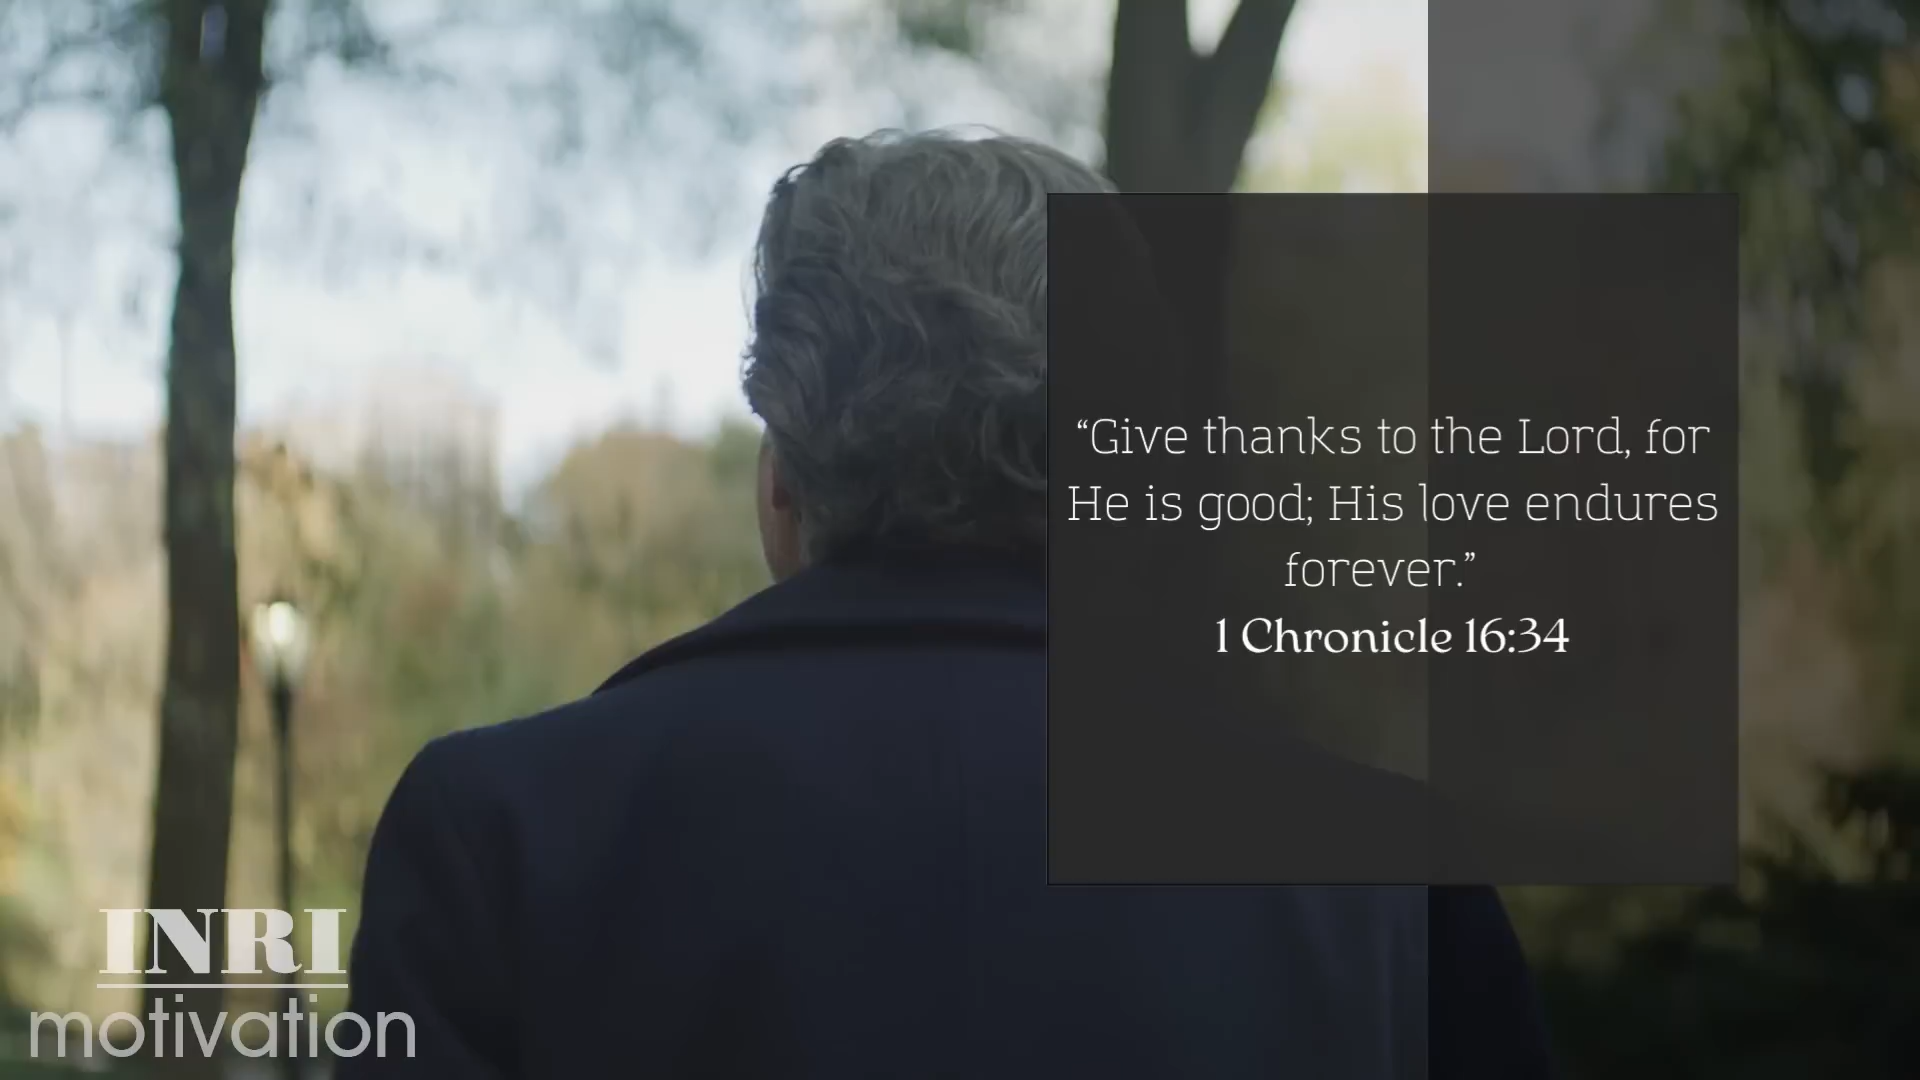 “Give thanks to the Lord, for
He is good; His love endures
forever.”
1 Chronicle 16:34
INRI
motivation